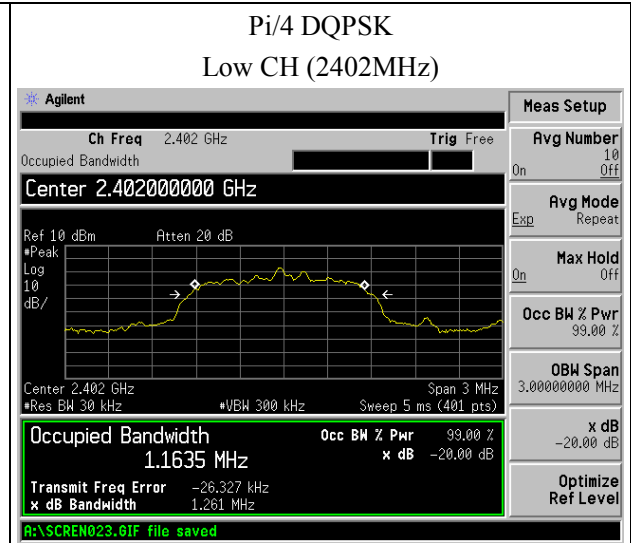 Pi/4 DQPSK
Low CH (2402MHz)
Agilent
Ch Freq 2.402 GHz Trig Free
Occupied Bandwidth
Center 2.402000000 GHz
Ref 10 dBm Atten 20 dB
#Peak
Log
10
dB/
Center 2.402 GHz Span 3 MHz
#Res BW 30 kHz #VBW 300 kHz Sweep 5 ms (401 pts)
Occupied Bandwidth Occ BW % Pwr 99.00 %
1.1635 MHz x dB -20.00 dB
Transmit Freq Error -26.327 kHz
x dB Bandwidth 1.261 MHz
A:\SCREN023.GIF file saved
Meas Setup
Avg Number
10
On Off
Avg Mode
Exp Repeat
Max Hold
On Off
Occ BW % Pwr
99.00 %
OBW Span
3.00000000 MHz
x dB
-20.00 dB
Optimize
Ref Level